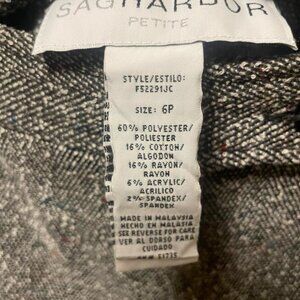 SAG HARBOR
PETITE
STYLE/ESTILO:
F52291JC
SIZE: 6P
60% POLYESTER/
POLIESTER
16% COTTON/
ALGODON
16% RAYON/
RAYON
6% ACRYLIC/
ACRILICO
2% SPANDEX/
SPANDEX
MADE IN MALAYSIA
HECHO EN MALASIA
SEE REVERSE FOR CARE
VER AL DORSO PARA EL
CUIDADO